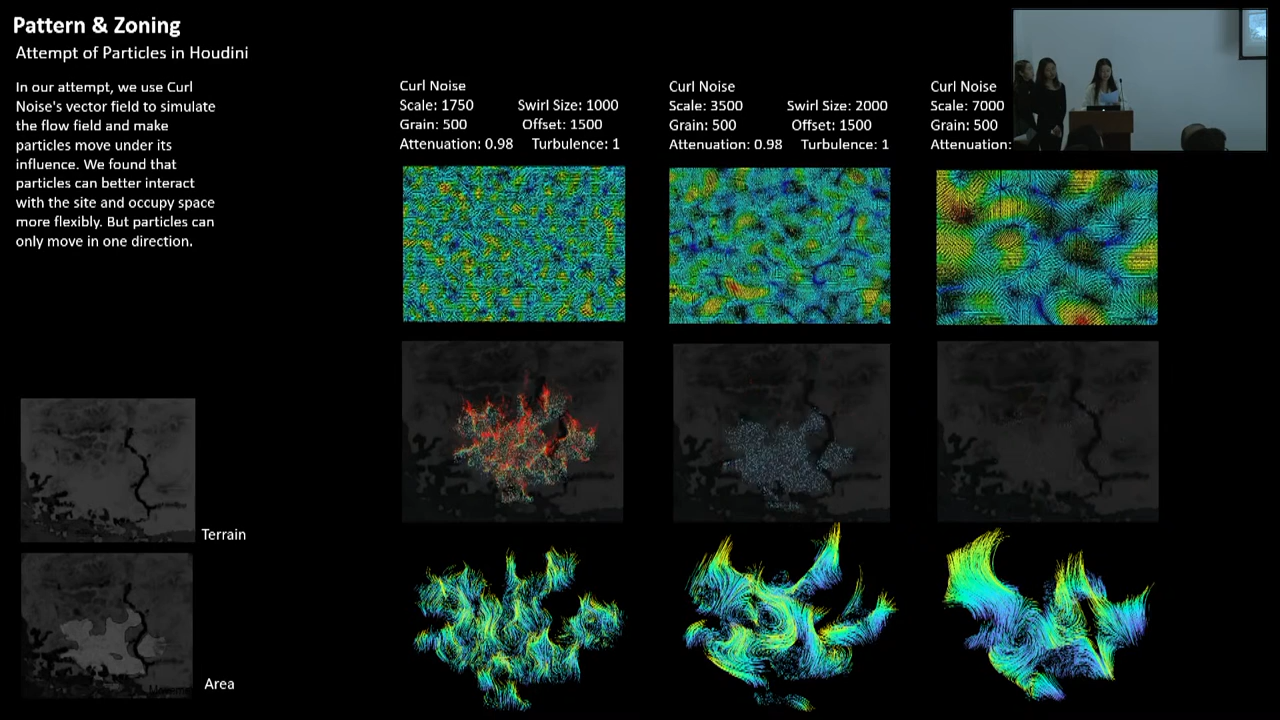 Pattern & Zoning
Attempt of Particles in Houdini
In our attempt, we use Curl
Noise's vector field to simulate
the flow field and make
particles move under its
influence. We found that
particles can better interact
with the site and occupy space
more flexibly. But particles can
only move in one direction.
Curl Noise
Scale: 1750 Swirl Size: 1000
Grain: 500 Offset: 1500
Attenuation: 0.98 Turbulence: 1
Curl Noise
Scale: 3500 Swirl Size: 2000
Grain: 500 Offset: 1500
Attenuation: 0.98 Turbulence: 1
Curl Noise
Scale: 7000
Grain: 500
Attenuation:
Terrain
Area